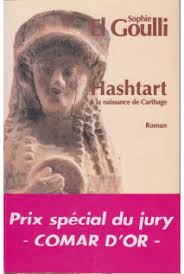 Sophie
El Goulli
Hashtart
à la naissance de Carthage
Roman
Prix spécial du jury
- COMAR D'OR -